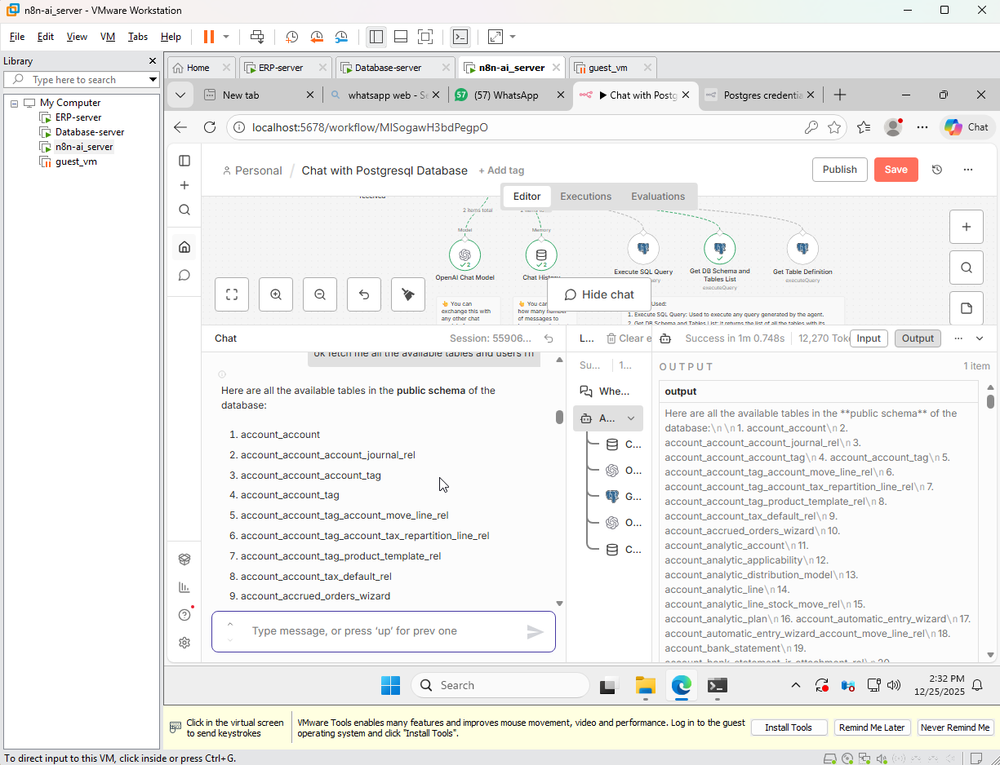 n8n-ai_server - VMware Workstation
File Edit View VM Tabs Help
Library
Type here to search
My Computer
ERP-server
Database-server
n8n-ai_server
guest_vm
Home
ERP-server
Database-server
n8n-ai_server
guest_vm
New tab
whatsapp web - Se
57
(57) WhatsApp
Chat with Postg
Postgres credentia
localhost:5678/workflow/MISogawH3bdPegpO
Chat
Personal / Chat with Postgresql Database + Add tag
Publish
Save
received
Editor
Executions
Evaluations
2 items total
Model
Memory
2
2
OpenAI Chat Model
Chat History
Execute SQL Query
Get DB Schema and
Tables List
executeQuery
Get Table Definition
executeQuery
Hide chat
👆 You can
exchange this with
any other chat
👆 You can
how many number
of messages to
Used:
1. Execute SQL Query: Used to execute any query generated by the agent.
2. Get DB Schema and Tables List: It returns the list of all the tables with its
Chat
Session: 55906...
ok fetch me all the available tables and users i'll
Here are all the available tables in the public schema of the
database:
1. account_account
2. account_account_account_journal_rel
3. account_account_account_tag
4. account_account_tag
5. account_account_tag_account_move_line_rel
6. account_account_tag_account_tax_repartition_line_rel
7. account_account_tag_product_template_rel
8. account_account_tax_default_rel
9. account_accrued_orders_wizard
Type message, or press ‘up’ for prev one
L...
Clear e
Su...
1...
Whe...
A...
C...
O...
G...
O...
C...
Success in 1m 0.748s
12,270 Tok
Input
Output
OUTPUT
1 item
output
Here are all the available tables in the **public schema** of the
database:\n\n1. account_account\n2.
account_account_account_journal_rel\n3.
account_account_account_tag\n4. account_account_tag\n5.
account_account_tag_account_move_line_rel\n6.
account_account_tag_account_tax_repartition_line_rel\n7.
account_account_tag_product_template_rel\n8.
account_account_tax_default_rel\n9.
account_accrued_orders_wizard\n10.
account_analytic_account\n11.
account_analytic_applicability\n12.
account_analytic_distribution_model\n13.
account_analytic_line\n14.
account_analytic_line_stock_move_rel\n15.
account_analytic_plan\n16. account_automatic_entry_wizard\n17.
account_automatic_entry_wizard_account_move_line_rel\n18.
account_bank_statement\n19.
account_bank_statement_ir_attachment_rel\n20.
Search
2:32 PM
12/25/2025
Click in the virtual screen
to send keystrokes
VMware Tools enables many features and improves mouse movement, video and performance. Log in to the guest
operating system and click "Install Tools".
Install Tools
Remind Me Later
Never Remind Me
To direct input to this VM, click inside or press Ctrl+G.